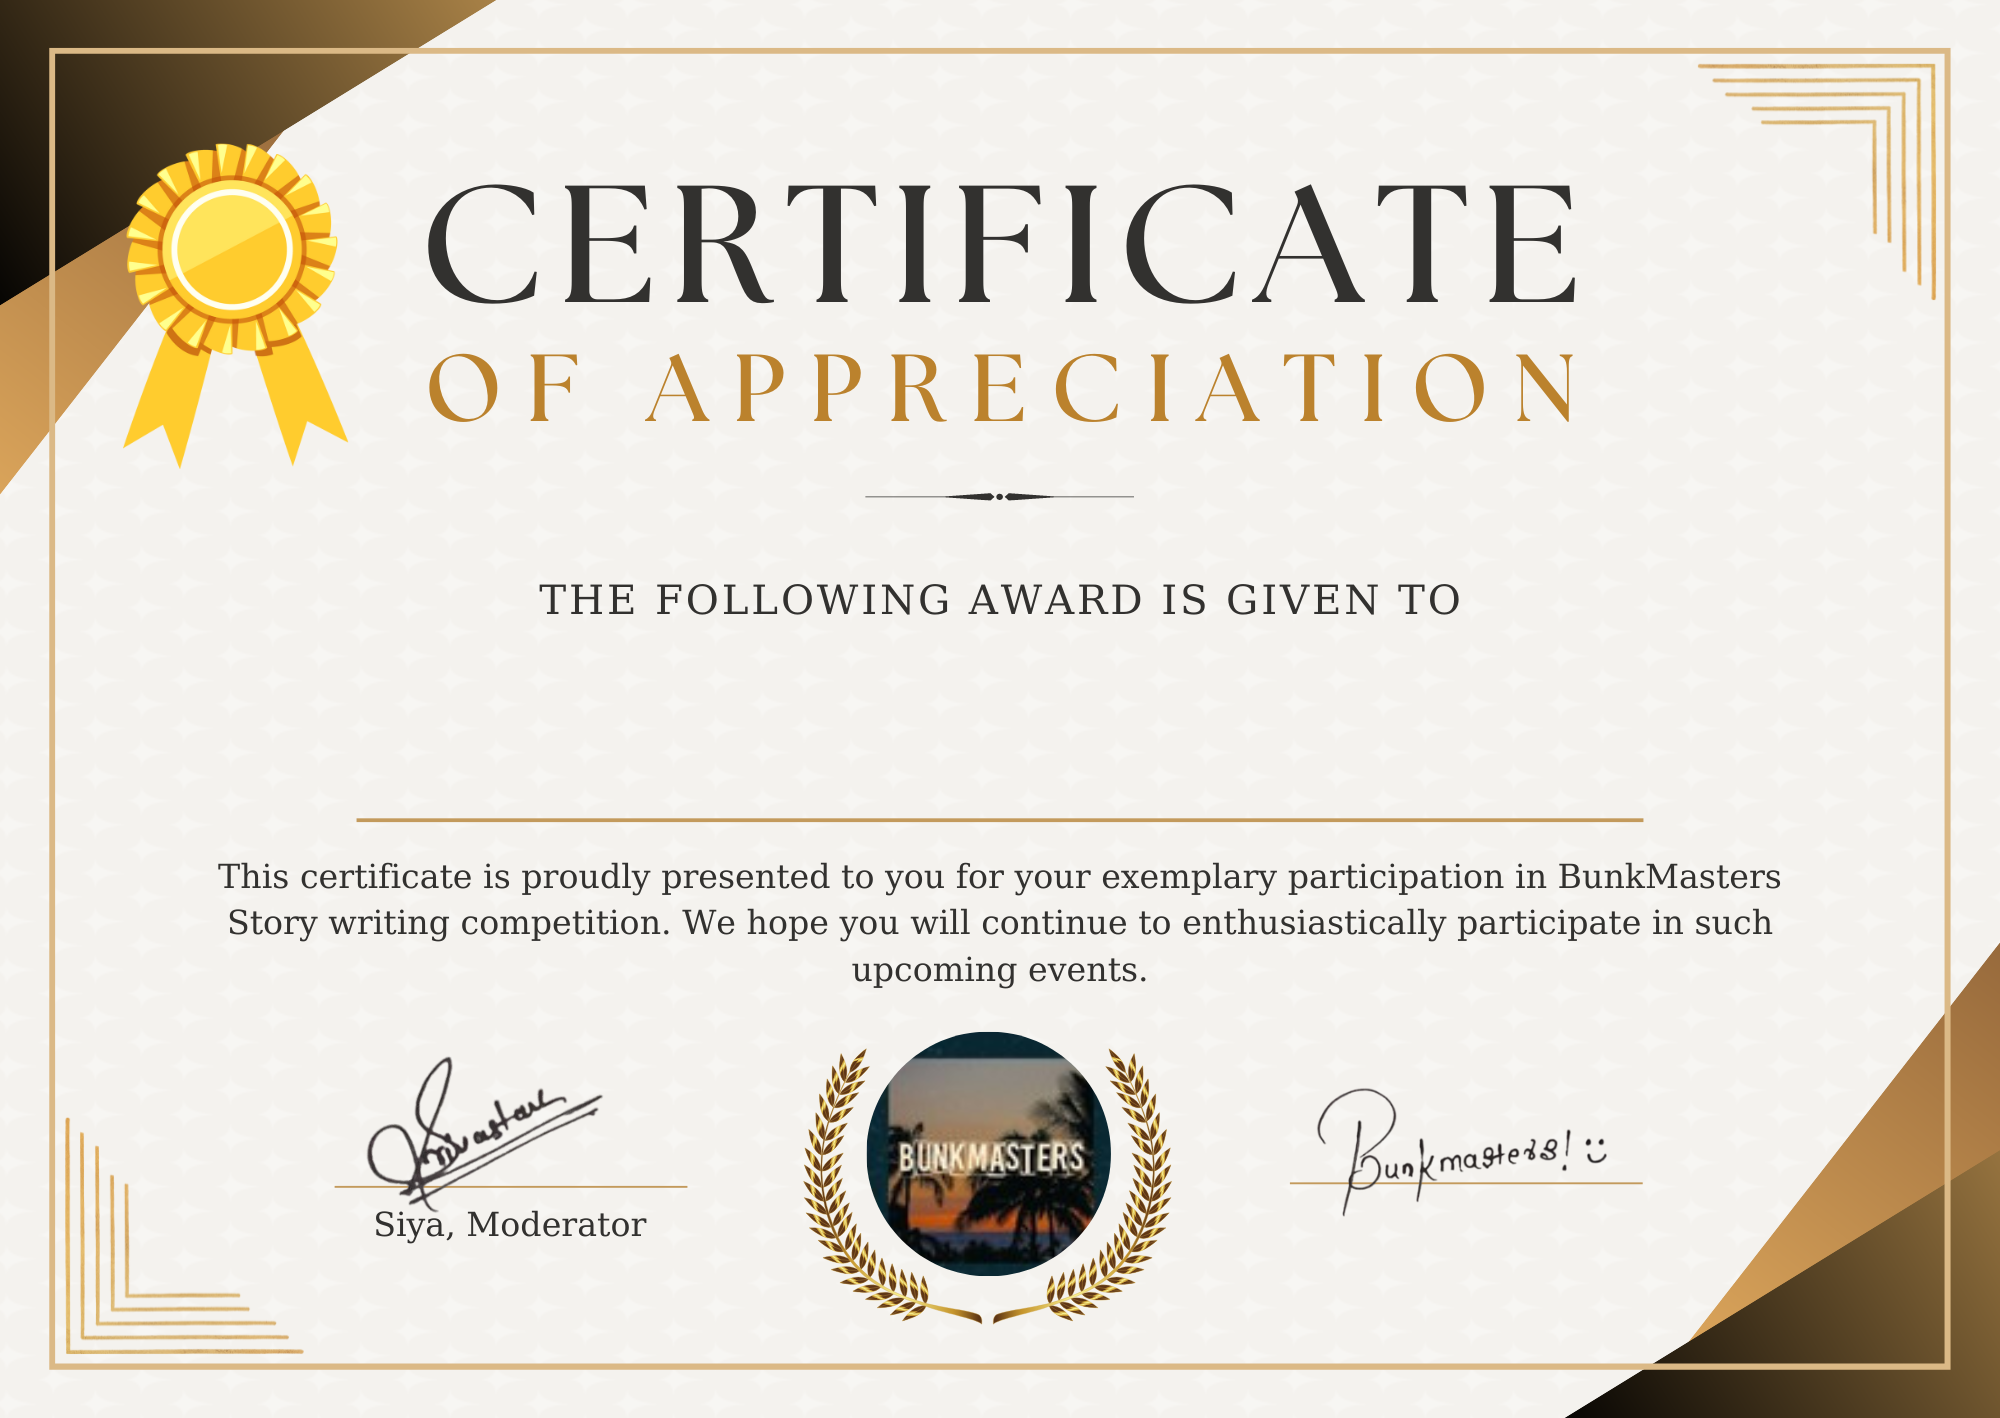 CERTIFICATE
OF APPRECIATION
THE FOLLOWING AWARD IS GIVEN TO
This certificate is proudly presented to you for your exemplary participation in BunkMasters
Story writing competition. We hope you will continue to enthusiastically participate in such
upcoming events.
BUNKMASTERS
Bunkmasters! :)
Siya, Moderator